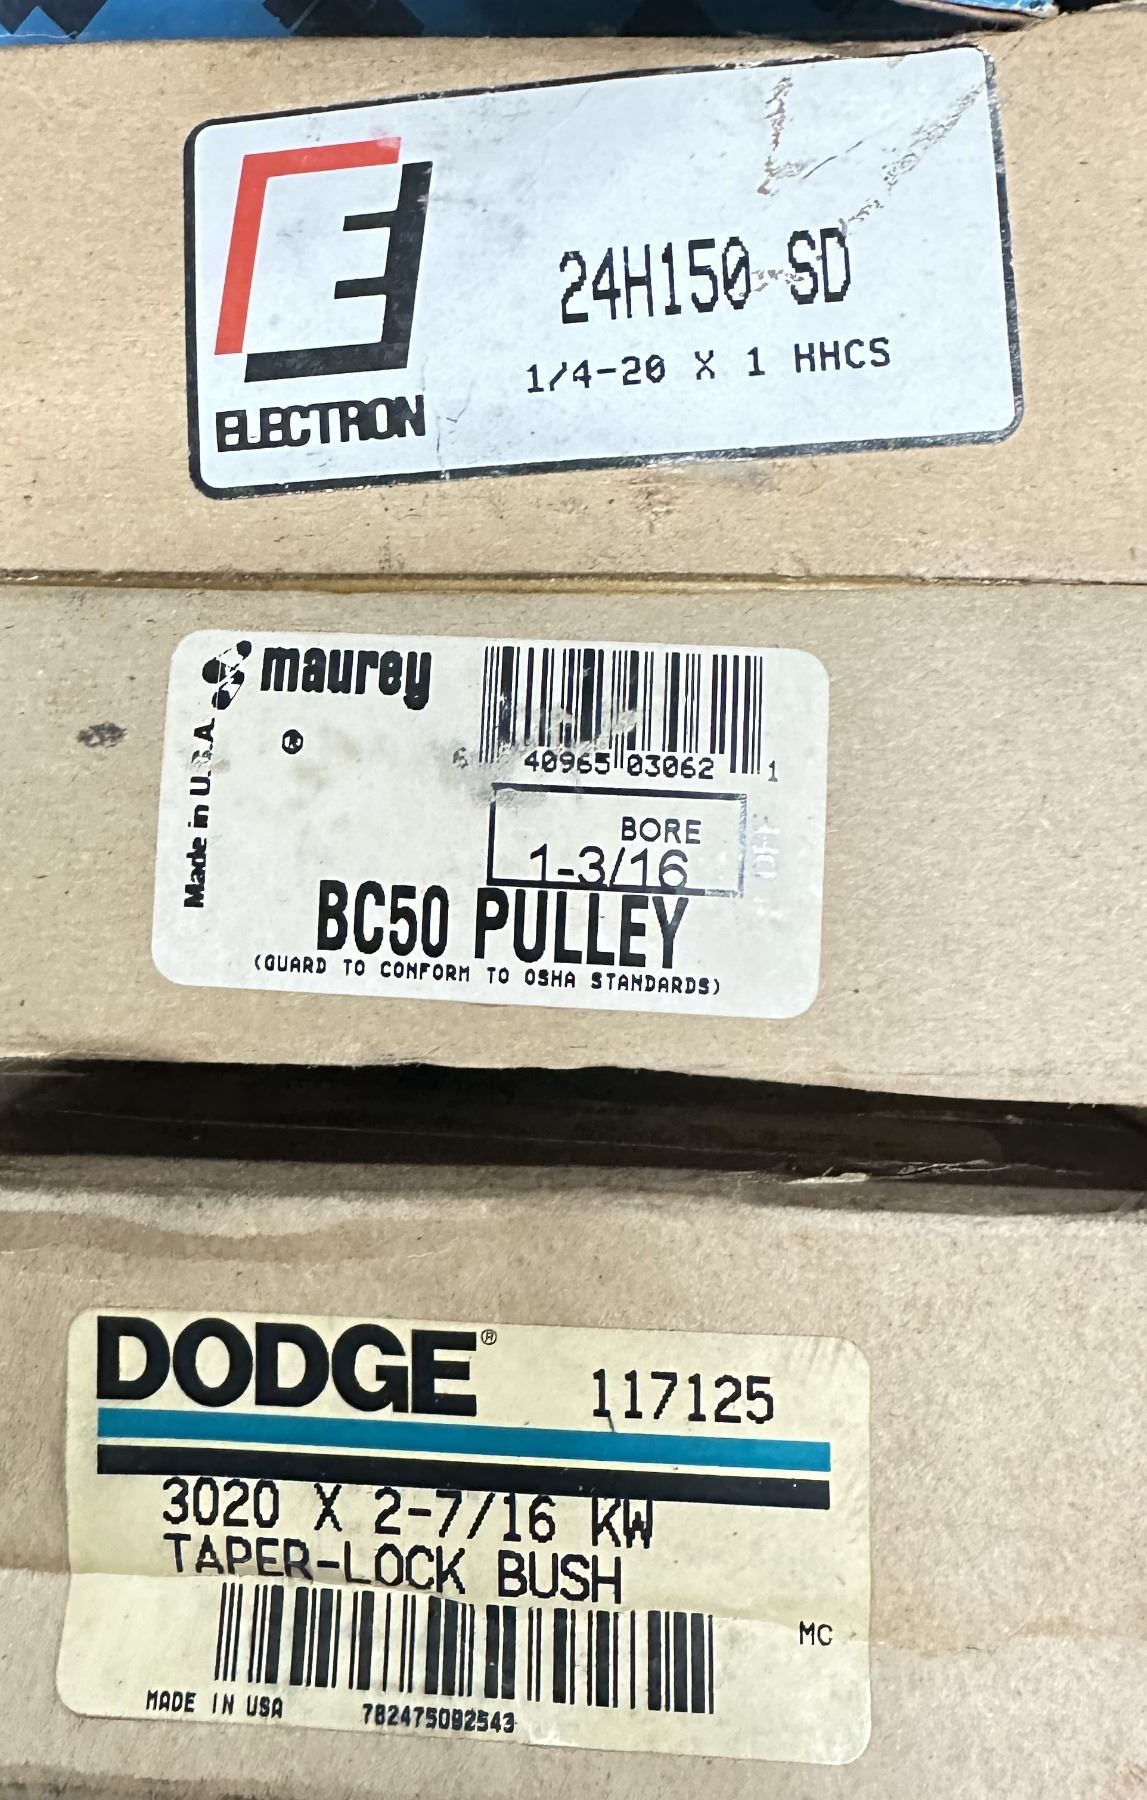 24H150 SD
1/4-20 X 1 HHCS
ELECTRON
maurey
Made in U.S.A.
6 40965 03062 1
BORE
1-3/16
BC50 PULLEY
(GUARD TO CONFORM TO OSHA STANDARDS)
DODGE®
117125
3020 X 2-7/16 KW
TAPER-LOCK BUSH
MC
MADE IN USA
782475092543